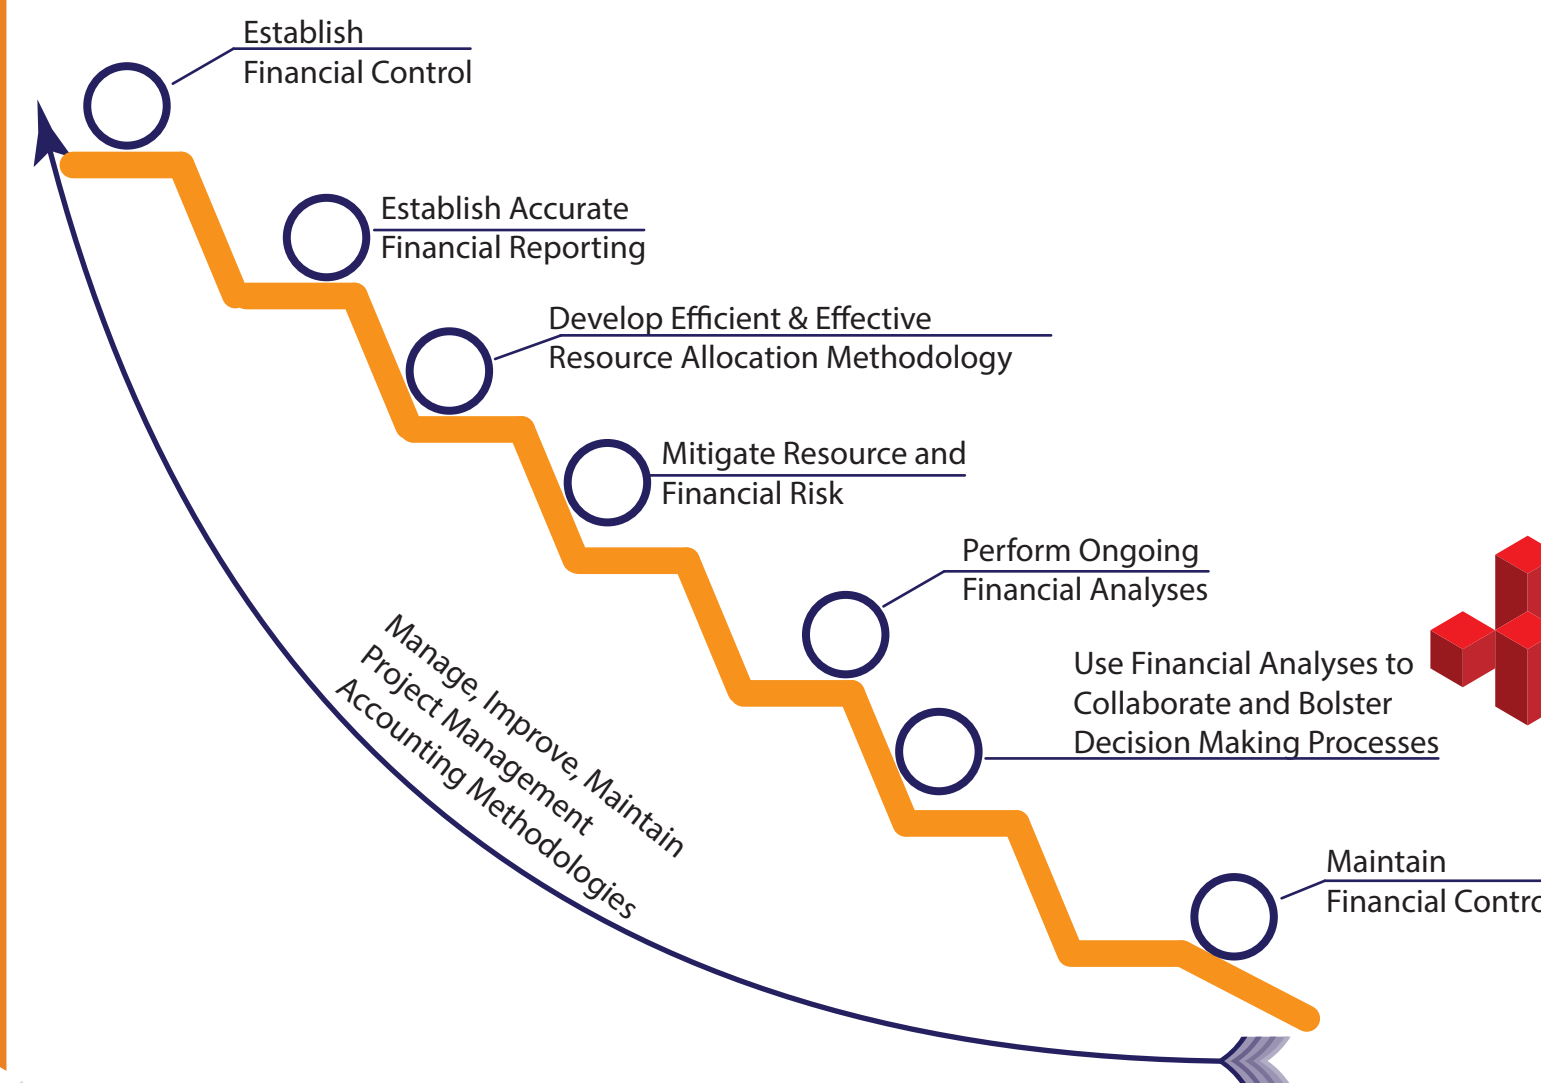 Establish
Financial Control
Establish Accurate
Financial Reporting
Develop Efficient & Effective
Resource Allocation Methodology
Mitigate Resource and
Financial Risk
Perform Ongoing
Financial Analyses
Use Financial Analyses to
Collaborate and Bolster
Decision Making Processes
Maintain
Financial Contro
Manage, Improve, Maintain
Project Management
Accounting Methodologies